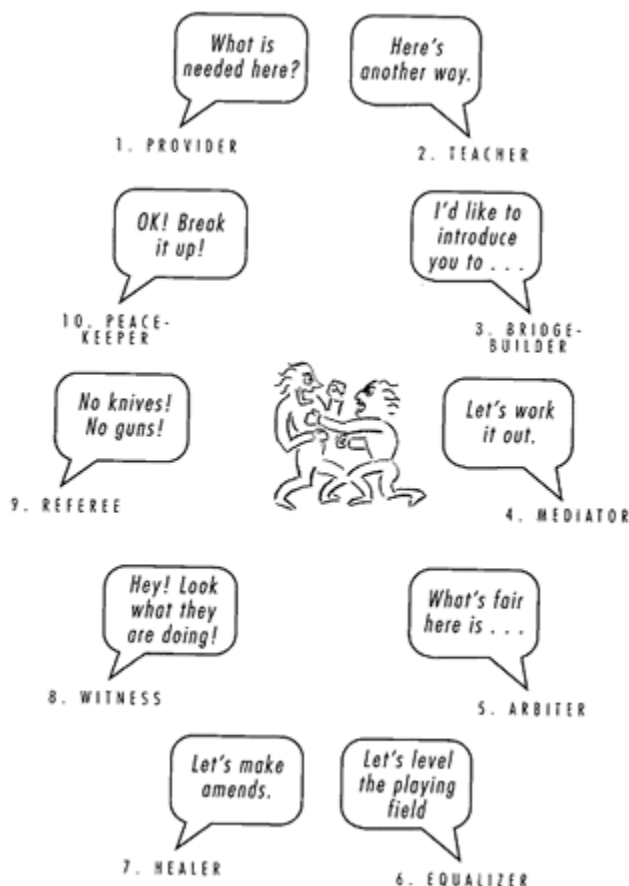 What is
needed here?
1. PROVIDER
Here's
another way.
2. TEACHER
I'd like to
introduce
you to . . .
3. BRIDGE-
BUILDER
Let's work
it out.
4. MEDIATOR
What's fair
here is . . .
5. ARBITER
Let's level
the playing
field
6. EQUALIZER
Let's make
amends.
7. HEALER
Hey! Look
what they
are doing!
8. WITNESS
No knives!
No guns!
9. REFEREE
OK! Break
it up!
10. PEACE-
KEEPER